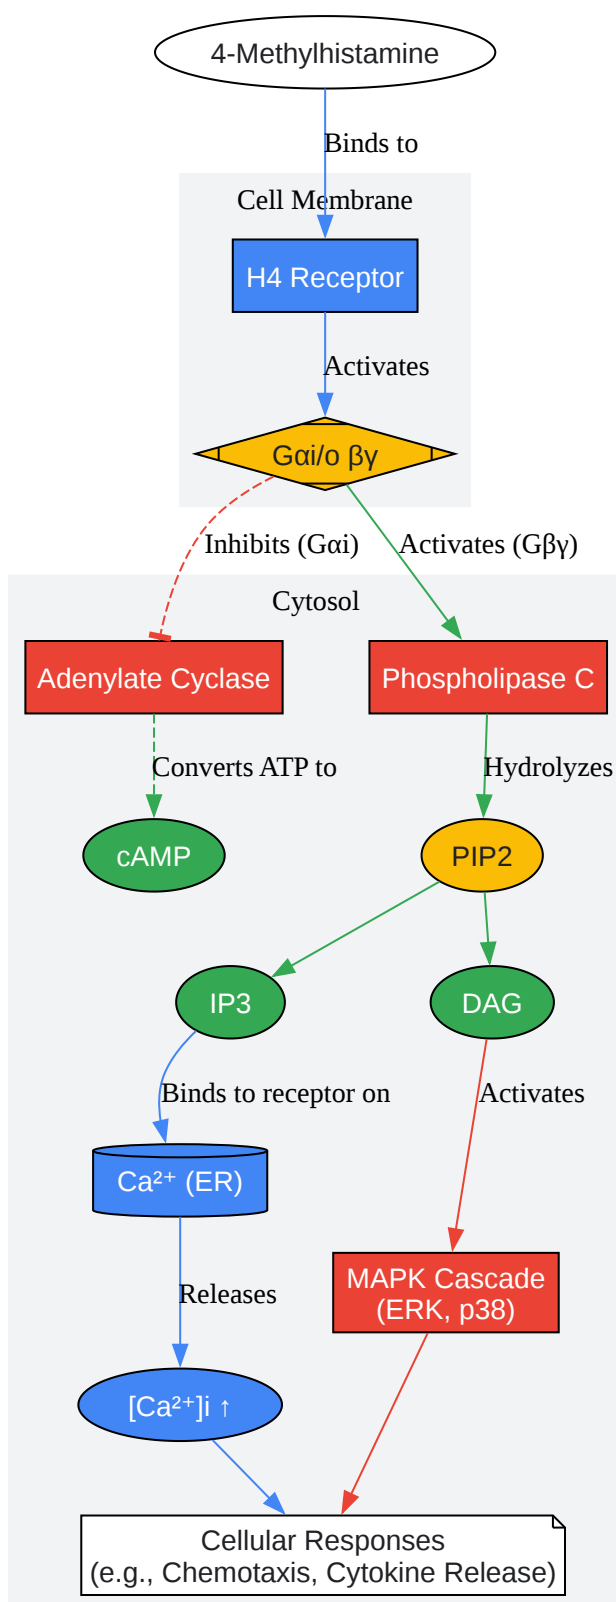 4-Methylhistamine
Binds to
Cell Membrane
H4 Receptor
Activates
Gαi/o βγ
Inhibits (Gαi)
Activates (Gβγ)
Cytosol
Adenylate Cyclase
Phospholipase C
Converts ATP to
Hydrolyzes
cAMP
PIP2
IP3
DAG
Binds to receptor on
Activates
Ca²⁺ (ER)
Releases
MAPK Cascade
(ERK, p38)
[Ca²⁺]i ↑
Cellular Responses
(e.g., Chemotaxis, Cytokine Release)